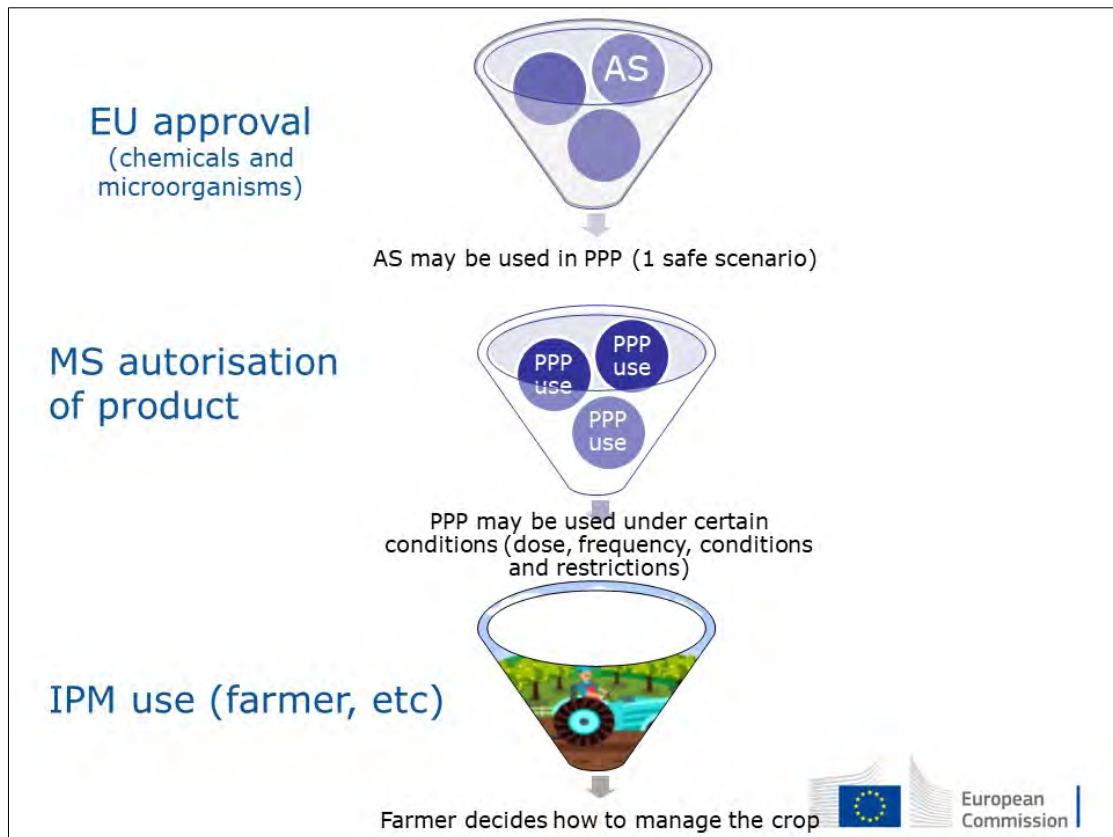 AS
EU approval
(chemicals and
microorganisms)
AS may be used in PPP (1 safe scenario)
PPP
use
PPP
use
PPP
use
MS autorisation
of product
PPP may be used under certain
conditions (dose, frequency, conditions
and restrictions)
IPM use (farmer, etc)
Farmer decides how to manage the crop
European
Commission